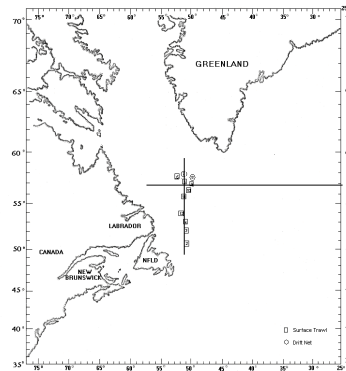 75° 70° 65° 60° 55° 50° 45° 40° 35° 30° 25
70°
GREENLAND
65°
60°
55°
LABRADOR
50°
CANADA
NFLD
NEW
BRUNSWICK
45°
40°
Surface Trawl
Drift Net
35°
75° 70° 65° 60° 55° 50° 45° 40° 35° 30° 25